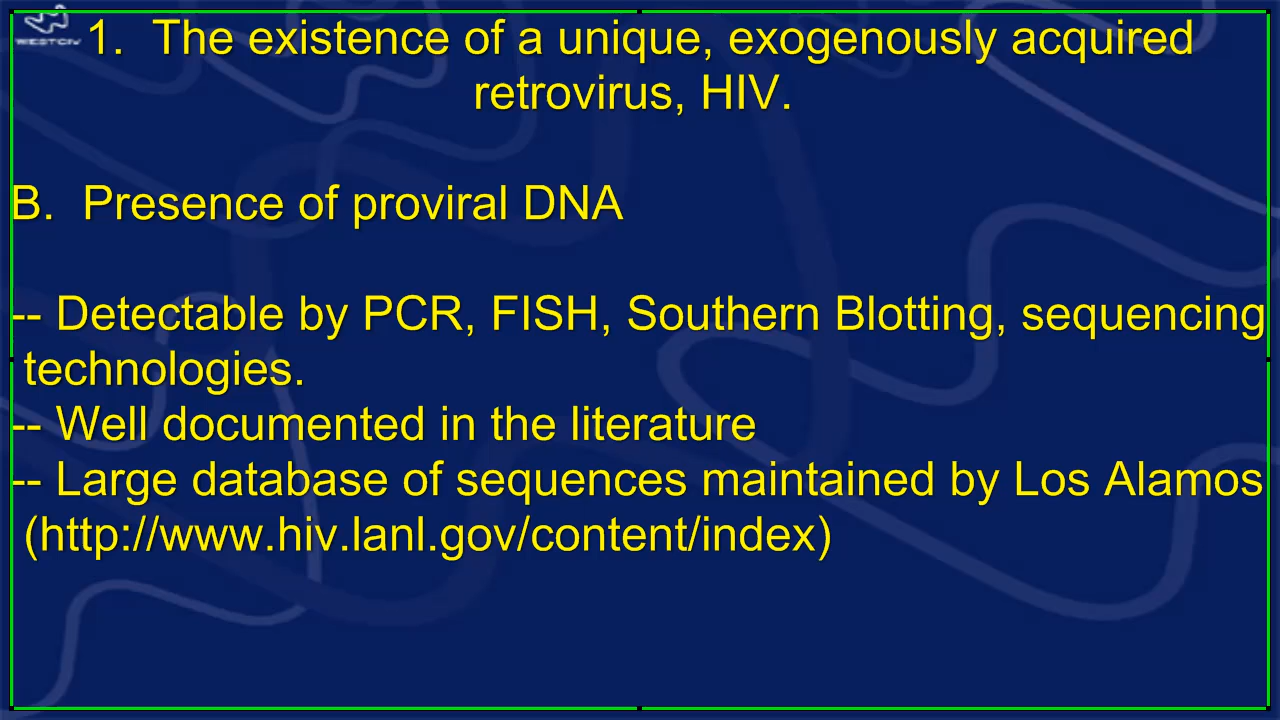 WESTCIV
1. The existence of a unique, exogenously acquired
retrovirus, HIV.
B. Presence of proviral DNA
-- Detectable by PCR, FISH, Southern Blotting, sequencing
technologies.
-- Well documented in the literature
-- Large database of sequences maintained by Los Alamos
(http://www.hiv.lanl.gov/content/index)